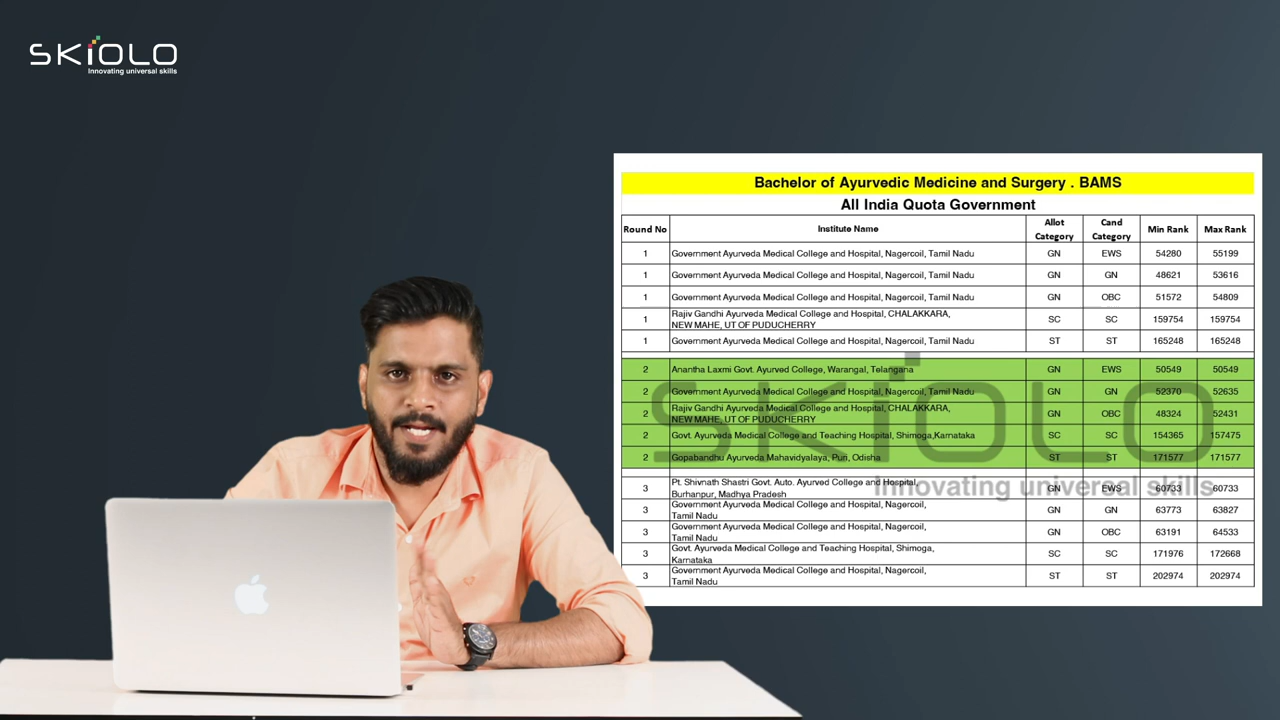 SKiOLO
Innovating universal skills
Bachelor of Ayurvedic Medicine and Surgery . BAMS
All India Quota Government
Round No Institute Name Allot Category Cand Category Min Rank Max Rank
1 Government Ayurveda Medical College and Hospital, Nagercoil, Tamil Nadu GN EWS 54280 55199
1 Government Ayurveda Medical College and Hospital, Nagercoil, Tamil Nadu GN GN 48621 53616
1 Government Ayurveda Medical College and Hospital, Nagercoil, Tamil Nadu GN OBC 51572 54809
1 Rajiv Gandhi Ayurveda Medical College and Hospital, CHALAKKARA,
NEW MAHE, UT OF PUDUCHERRY SC SC 159754 159754
1 Government Ayurveda Medical College and Hospital, Nagercoil, Tamil Nadu ST ST 165248 165248
2 Anantha Laxmi Govt. Ayurved College, Warangal, Telangana GN EWS 50549 50549
2 Government Ayurveda Medical College and Hospital, Nagercoil, Tamil Nadu GN GN 52370 52635
2 Rajiv Gandhi Ayurveda Medical College and Hospital, CHALAKKARA,
NEW MAHE, UT OF PUDUCHERRY GN OBC 48324 52431
2 Govt. Ayurveda Medical College and Teaching Hospital, Shimoga,Karnataka SC SC 154365 157475
2 Gopabandhu Ayurveda Mahavidyalaya, Puri, Odisha ST ST 171577 171577
3 Pt. Shivnath Shastri Govt. Auto. Ayurved College and Hospital,
Burhanpur, Madhya Pradesh GN EWS 60733 60733
3 Government Ayurveda Medical College and Hospital, Nagercoil,
Tamil Nadu GN GN 63773 63827
3 Government Ayurveda Medical College and Hospital, Nagercoil,
Tamil Nadu GN OBC 63191 64533
3 Govt. Ayurveda Medical College and Teaching Hospital, Shimoga,
Karnataka SC SC 171976 172668
3 Government Ayurveda Medical College and Hospital, Nagercoil,
Tamil Nadu ST ST 202974 202974
SKiOLO
Innovating universal skills